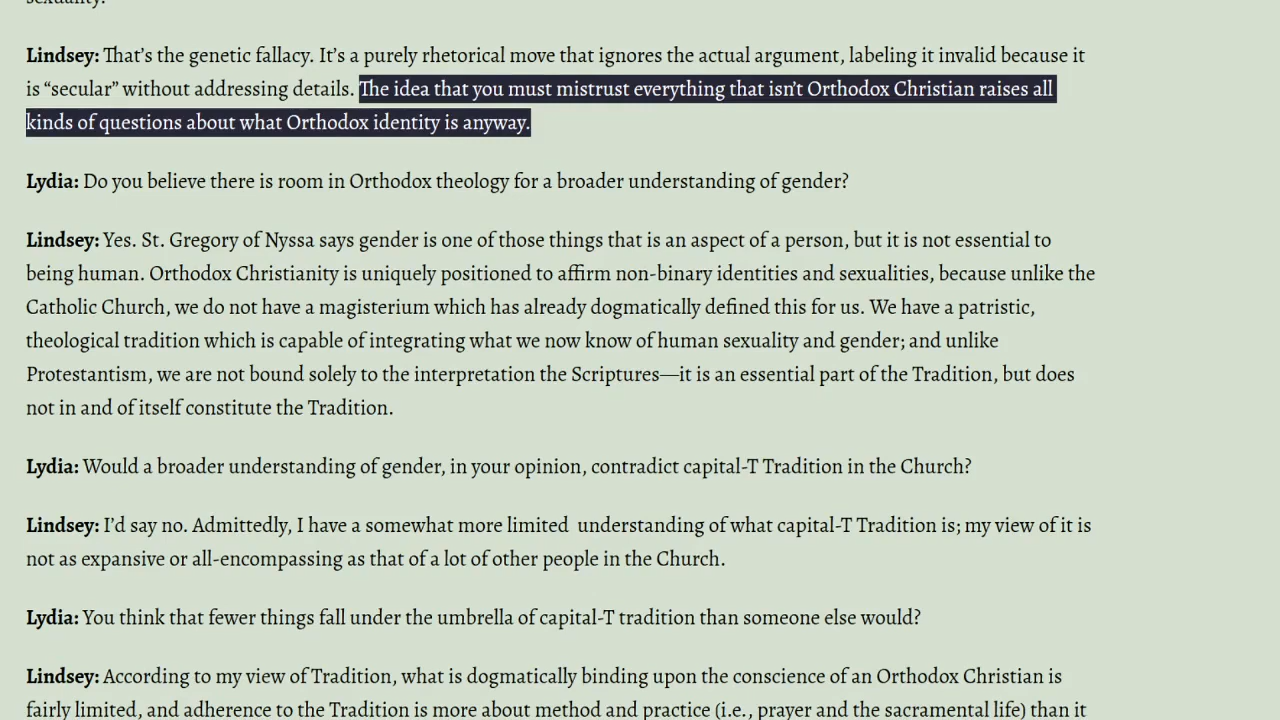 sexuality.
Lindsey: That’s the genetic fallacy. It’s a purely rhetorical move that ignores the actual argument, labeling it invalid because it
is “secular” without addressing details. The idea that you must mistrust everything that isn’t Orthodox Christian raises all
kinds of questions about what Orthodox identity is anyway.
Lydia: Do you believe there is room in Orthodox theology for a broader understanding of gender?
Lindsey: Yes. St. Gregory of Nyssa says gender is one of those things that is an aspect of a person, but it is not essential to
being human. Orthodox Christianity is uniquely positioned to affirm non-binary identities and sexualities, because unlike the
Catholic Church, we do not have a magisterium which has already dogmatically defined this for us. We have a patristic,
theological tradition which is capable of integrating what we now know of human sexuality and gender; and unlike
Protestantism, we are not bound solely to the interpretation the Scriptures—it is an essential part of the Tradition, but does
not in and of itself constitute the Tradition.
Lydia: Would a broader understanding of gender, in your opinion, contradict capital-T Tradition in the Church?
Lindsey: I’d say no. Admittedly, I have a somewhat more limited  understanding of what capital-T Tradition is; my view of it is
not as expansive or all-encompassing as that of a lot of other people in the Church.
Lydia: You think that fewer things fall under the umbrella of capital-T tradition than someone else would?
Lindsey: According to my view of Tradition, what is dogmatically binding upon the conscience of an Orthodox Christian is
fairly limited, and adherence to the Tradition is more about method and practice (i.e., prayer and the sacramental life) than it